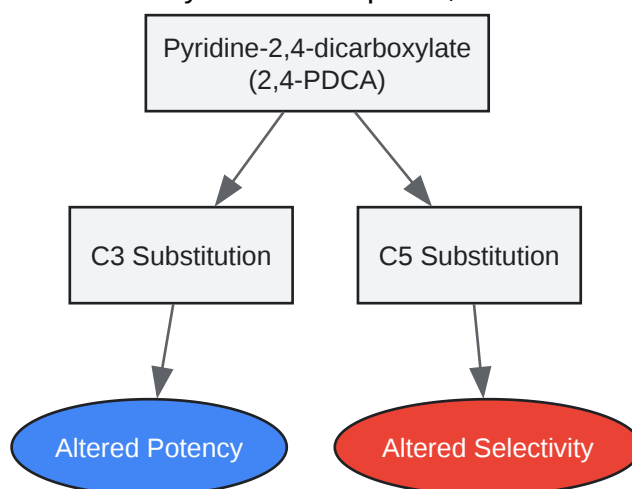 Pyridine-2,4-dicarboxylate
(2,4-PDCA)
C3 Substitution
C5 Substitution
Altered Potency
Altered Selectivity